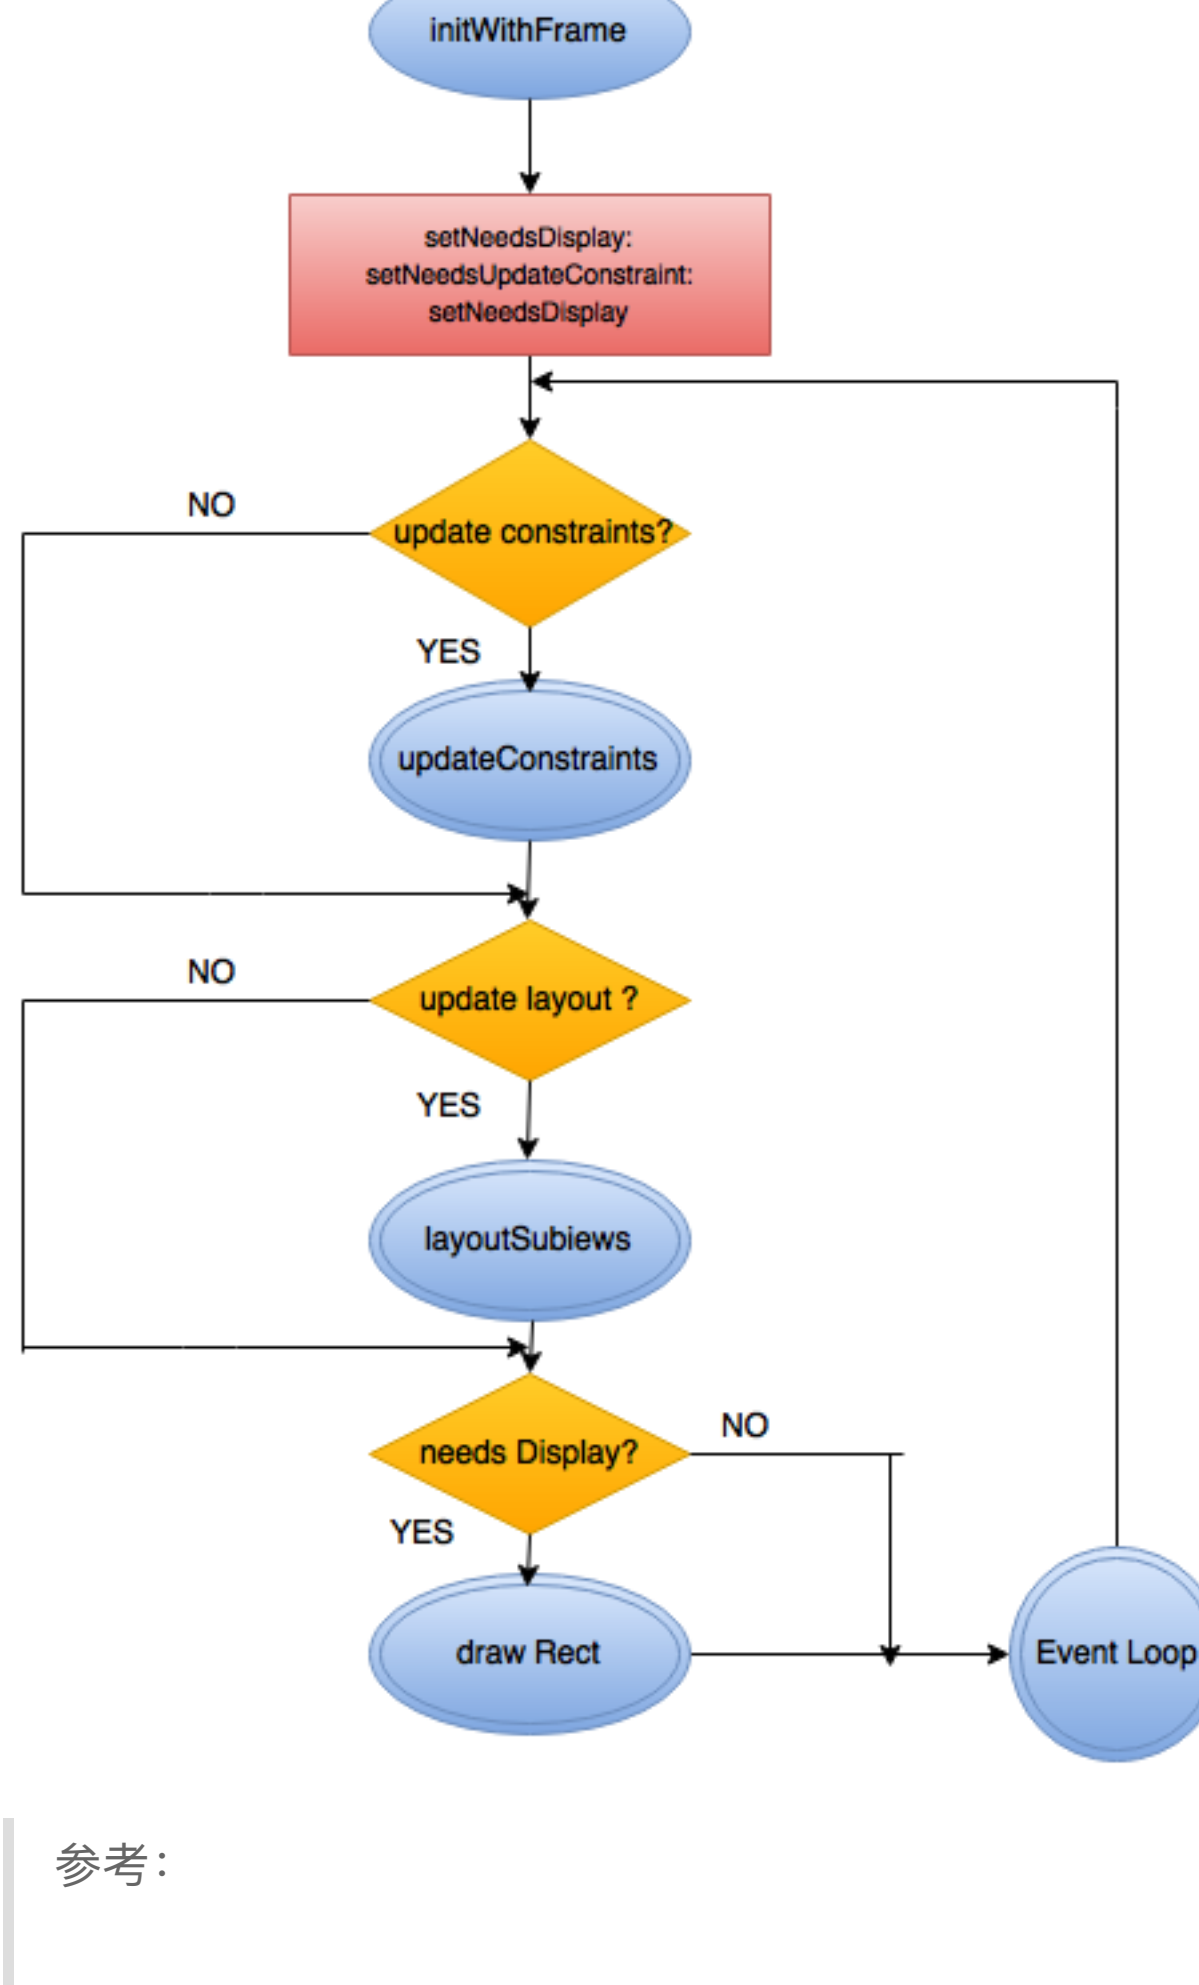 initWithFrame
setNeedsDisplay:
setNeedsUpdateConstraint:
setNeedsDisplay
NO
update constraints?
YES
updateConstraints
NO
update layout ?
YES
layoutSubiews
NO
needs Display?
YES
draw Rect
Event Loop
参考：